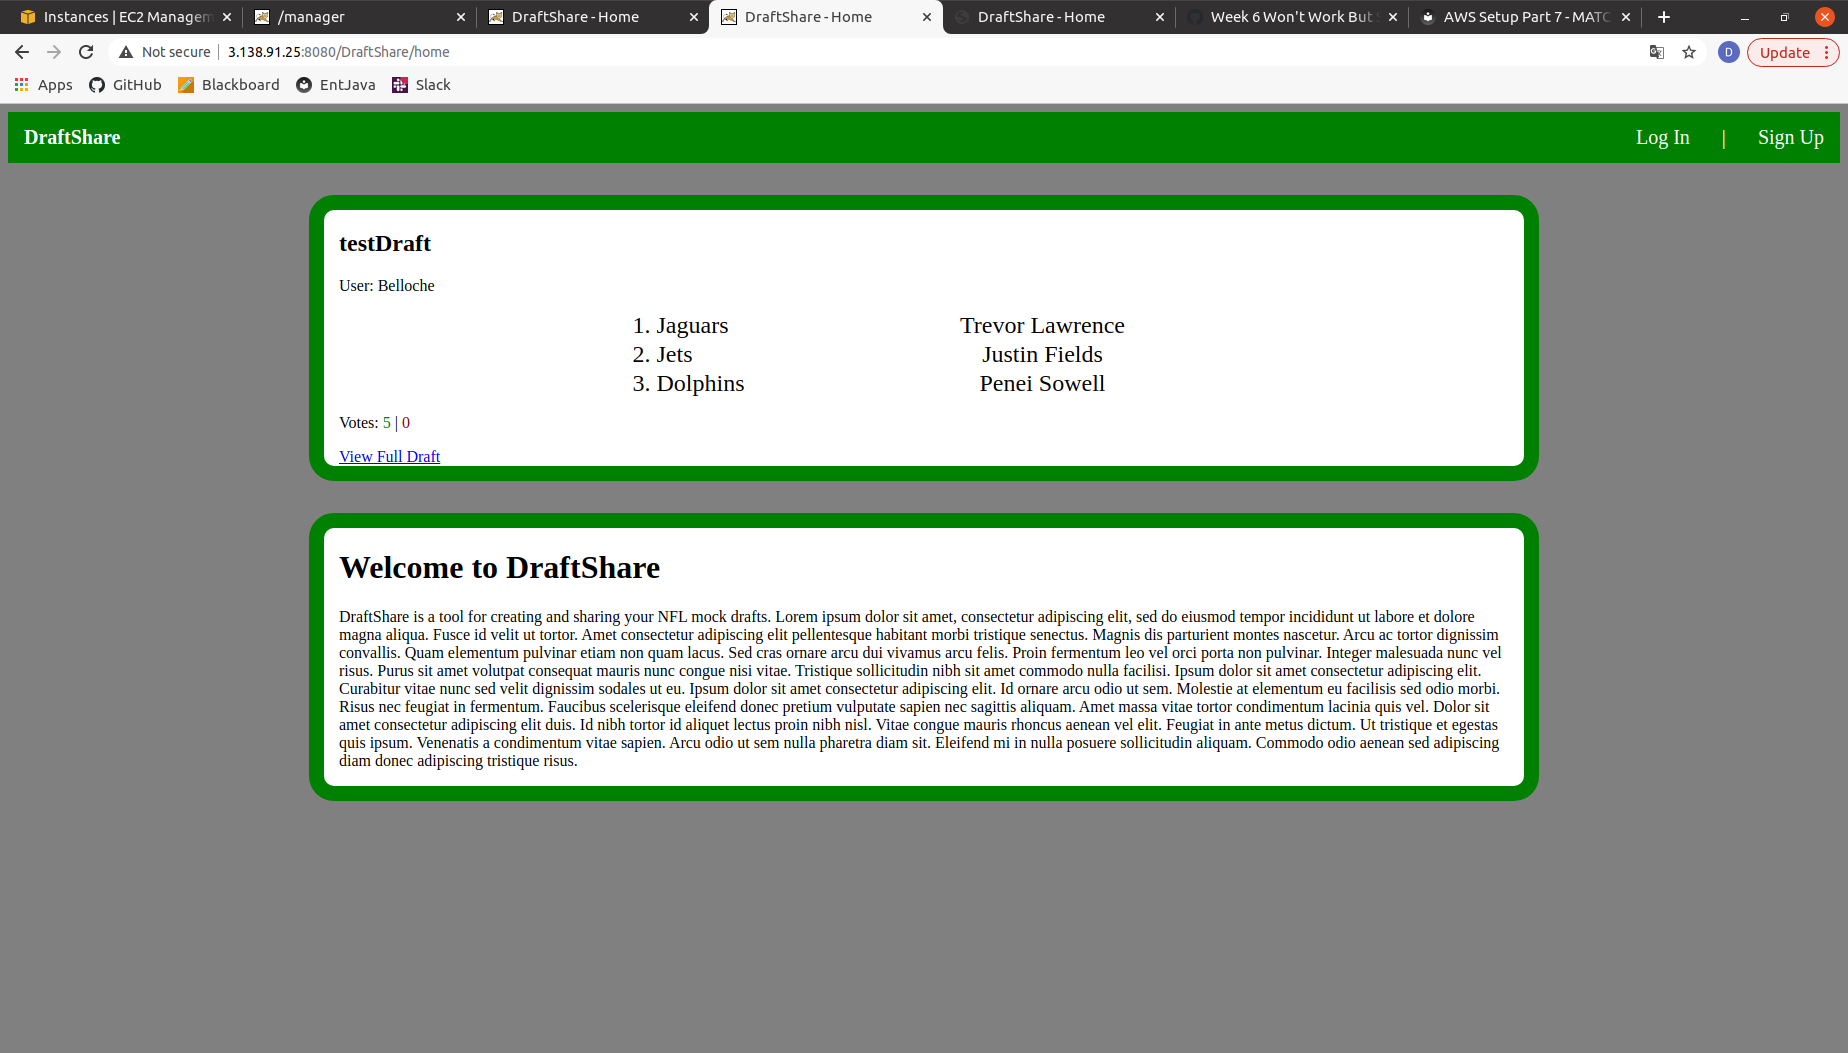 Instances | EC2 Managem
/manager
DraftShare - Home
DraftShare - Home
DraftShare - Home
Week 6 Won't Work But S
AWS Setup Part 7 - MATC
Not secure
3.138.91.25:8080/DraftShare/home
D
Update
Apps
GitHub
Blackboard
EntJava
Slack
DraftShare
Log In | Sign Up
testDraft
User: Belloche
1. Jaguars Trevor Lawrence
2. Jets Justin Fields
3. Dolphins Penei Sowell
Votes: 5 | 0
View Full Draft
Welcome to DraftShare
DraftShare is a tool for creating and sharing your NFL mock drafts. Lorem ipsum dolor sit amet, consectetur adipiscing elit, sed do eiusmod tempor incididunt ut labore et dolore
magna aliqua. Fusce id velit ut tortor. Amet consectetur adipiscing elit pellentesque habitant morbi tristique senectus. Magnis dis parturient montes nascetur. Arcu ac tortor dignissim
convallis. Quam elementum pulvinar etiam non quam lacus. Sed cras ornare arcu dui vivamus arcu felis. Proin fermentum leo vel orci porta non pulvinar. Integer malesuada nunc vel
risus. Purus sit amet volutpat consequat mauris nunc congue nisi vitae. Tristique sollicitudin nibh sit amet commodo nulla facilisi. Ipsum dolor sit amet consectetur adipiscing elit.
Curabitur vitae nunc sed velit dignissim sodales ut eu. Ipsum dolor sit amet consectetur adipiscing elit. Id ornare arcu odio ut sem. Molestie at elementum eu facilisis sed odio morbi.
Risus nec feugiat in fermentum. Faucibus scelerisque eleifend donec pretium vulputate sapien nec sagittis aliquam. Amet massa vitae tortor condimentum lacinia quis vel. Dolor sit
amet consectetur adipiscing elit duis. Id nibh tortor id aliquet lectus proin nibh nisl. Vitae congue mauris rhoncus aenean vel elit. Feugiat in ante metus dictum. Ut tristique et egestas
quis ipsum. Venenatis a condimentum vitae sapien. Arcu odio ut sem nulla pharetra diam sit. Eleifend mi in nulla posuere sollicitudin aliquam. Commodo odio aenean sed adipiscing
diam donec adipiscing tristique risus.